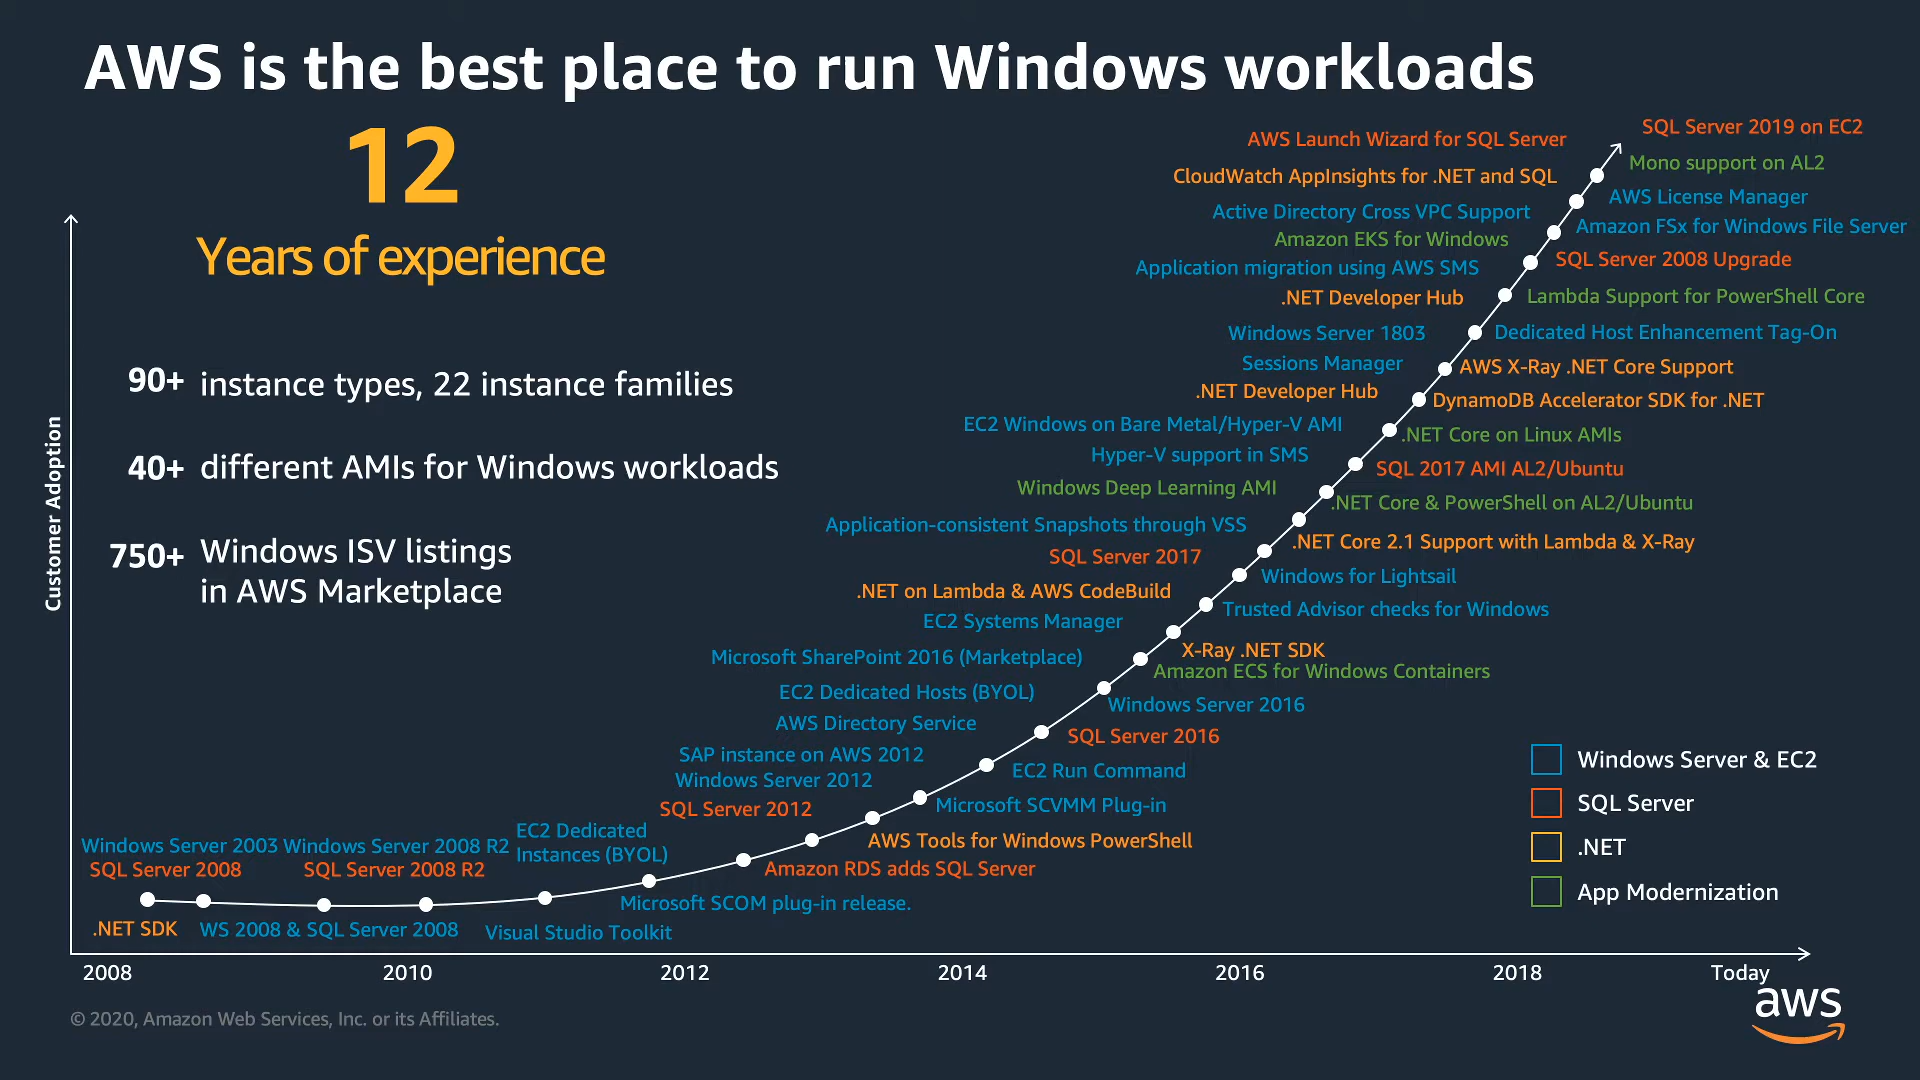 AWS is the best place to run Windows workloads
12
Years of experience
90+ instance types, 22 instance families
40+ different AMIs for Windows workloads
750+ Windows ISV listings
in AWS Marketplace
Customer Adoption
SQL Server 2019 on EC2
AWS Launch Wizard for SQL Server
Mono support on AL2
CloudWatch AppInsights for .NET and SQL
AWS License Manager
Active Directory Cross VPC Support
Amazon FSx for Windows File Server
Amazon EKS for Windows
SQL Server 2008 Upgrade
Application migration using AWS SMS
.NET Developer Hub
Lambda Support for PowerShell Core
Windows Server 1803
Dedicated Host Enhancement Tag-On
Sessions Manager
AWS X-Ray .NET Core Support
.NET Developer Hub
DynamoDB Accelerator SDK for .NET
EC2 Windows on Bare Metal/Hyper-V AMI
.NET Core on Linux AMIs
Hyper-V support in SMS
SQL 2017 AMI AL2/Ubuntu
Windows Deep Learning AMI
.NET Core & PowerShell on AL2/Ubuntu
Application-consistent Snapshots through VSS
.NET Core 2.1 Support with Lambda & X-Ray
SQL Server 2017
Windows for Lightsail
.NET on Lambda & AWS CodeBuild
Trusted Advisor checks for Windows
EC2 Systems Manager
X-Ray .NET SDK
Microsoft SharePoint 2016 (Marketplace)
Amazon ECS for Windows Containers
EC2 Dedicated Hosts (BYOL)
Windows Server 2016
AWS Directory Service
SQL Server 2016
SAP instance on AWS 2012
EC2 Run Command
Windows Server 2012
Microsoft SCVMM Plug-in
SQL Server 2012
AWS Tools for Windows PowerShell
Amazon RDS adds SQL Server
EC2 Dedicated
Instances (BYOL)
Windows Server 2003
SQL Server 2008
Windows Server 2008 R2
SQL Server 2008 R2
Microsoft SCOM plug-in release.
.NET SDK
WS 2008 & SQL Server 2008
Visual Studio Toolkit
Windows Server & EC2
SQL Server
.NET
App Modernization
2008 2010 2012 2014 2016 2018 Today
© 2020, Amazon Web Services, Inc. or its Affiliates.
aws